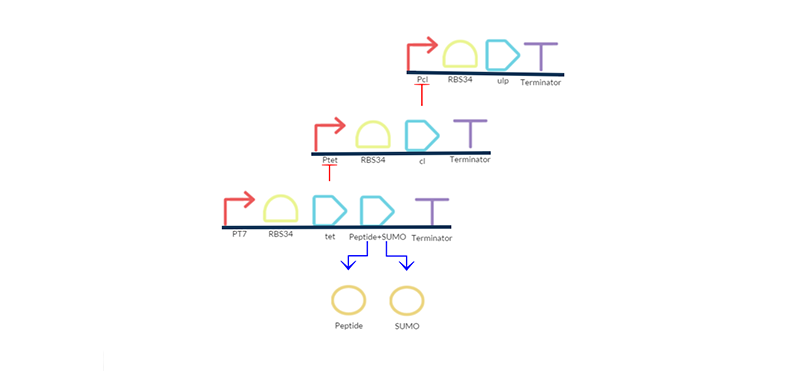 Pcl RBS34 ulp Terminator
Ptet RBS34 cl Terminator
PT7 RBS34 tet Peptide+SUMO Terminator
Peptide SUMO